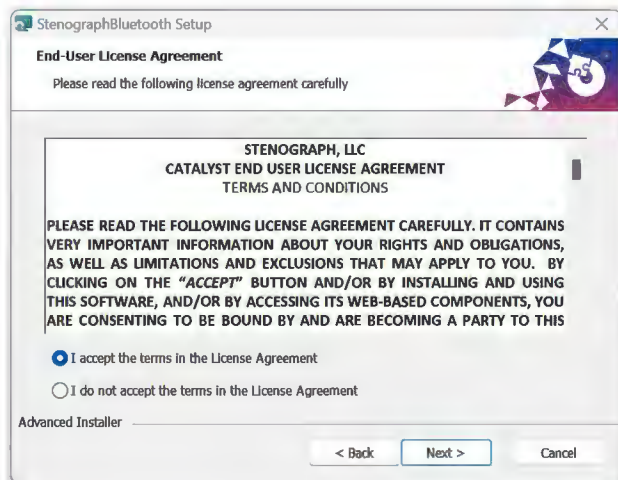 StenographBluetooth Setup
End-User License Agreement
Please read the following license agreement carefully
STENOGRAPH, LLC
CATALYST END USER LICENSE AGREEMENT
TERMS AND CONDITIONS
PLEASE READ THE FOLLOWING LICENSE AGREEMENT CAREFULLY. IT CONTAINS
VERY IMPORTANT INFORMATION ABOUT YOUR RIGHTS AND OBLIGATIONS,
AS WELL AS LIMITATIONS AND EXCLUSIONS THAT MAY APPLY TO YOU. BY
CLICKING ON THE "ACCEPT" BUTTON AND/OR BY INSTALLING AND USING
THIS SOFTWARE, AND/OR BY ACCESSING ITS WEB-BASED COMPONENTS, YOU
ARE CONSENTING TO BE BOUND BY AND ARE BECOMING A PARTY TO THIS
I accept the terms in the License Agreement
I do not accept the terms in the License Agreement
Advanced Installer
< Back Next > Cancel